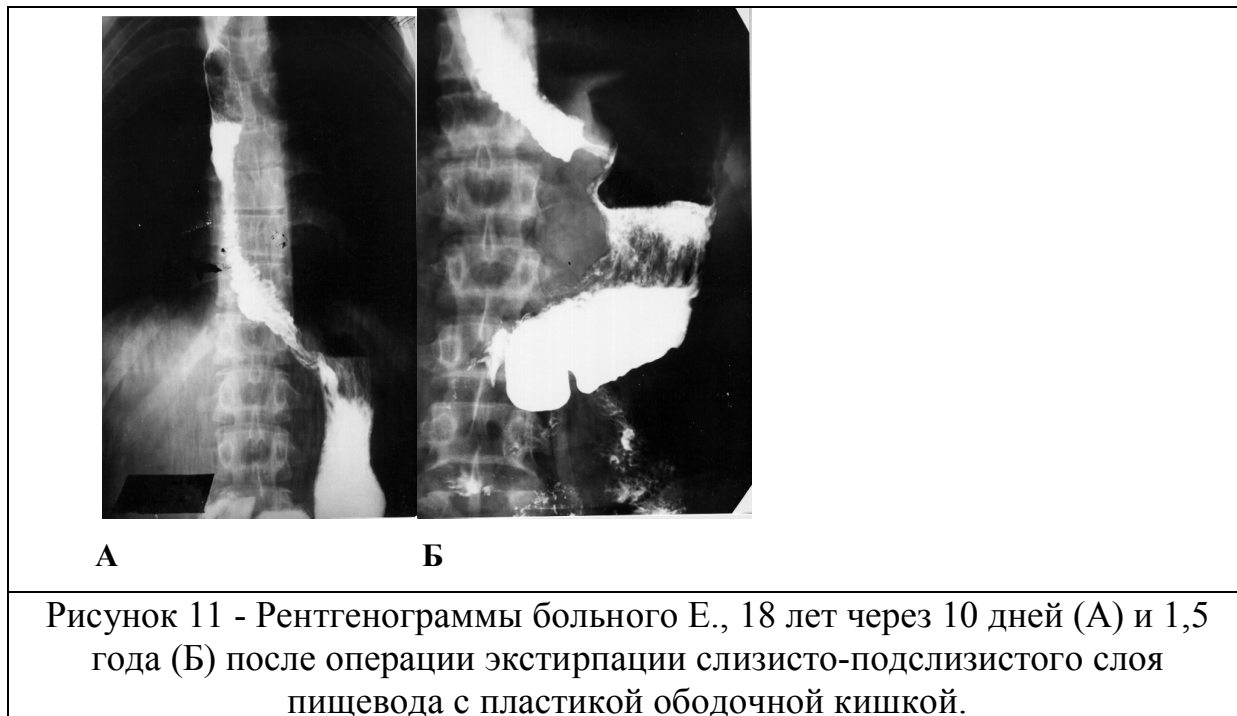 А Б
Рисунок 11 - Рентгенограммы больного Е., 18 лет через 10 дней (А) и 1,5
года (Б) после операции экстирпации слизисто-подслизистого слоя
пищевода с пластикой ободочной кишкой.